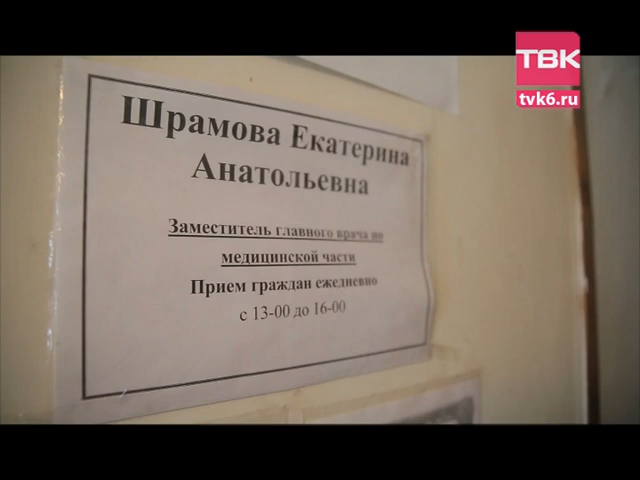 ТВК
tvk6.ru
Шрамова Екатерина
Анатольевна
Заместитель главного врача по
медицинской части
Прием граждан ежедневно
с 13-00 до 16-00